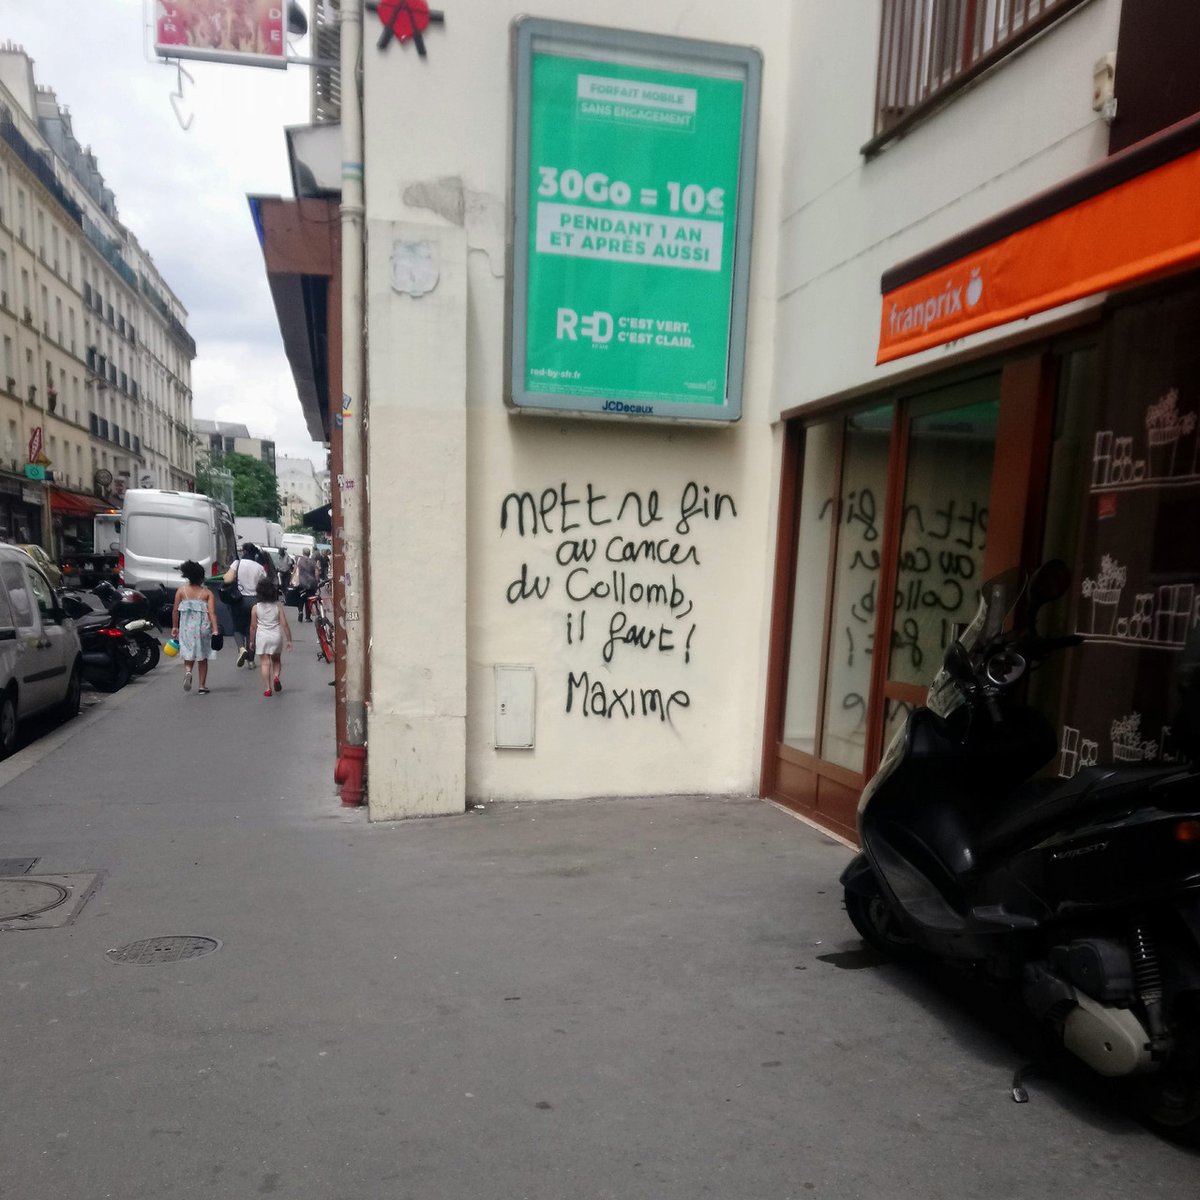 FORFAIT MOBILE
SANS ENGAGEMENT
30Go = 10€
PENDANT 1 AN
ET APRÈS AUSSI
RED
C'EST VERT.
C'EST CLAIR.
red-by-sfr.fr
JCDecaux
franprix
mettre fin
au cancer
du Collomb,
il faut !
Maxime